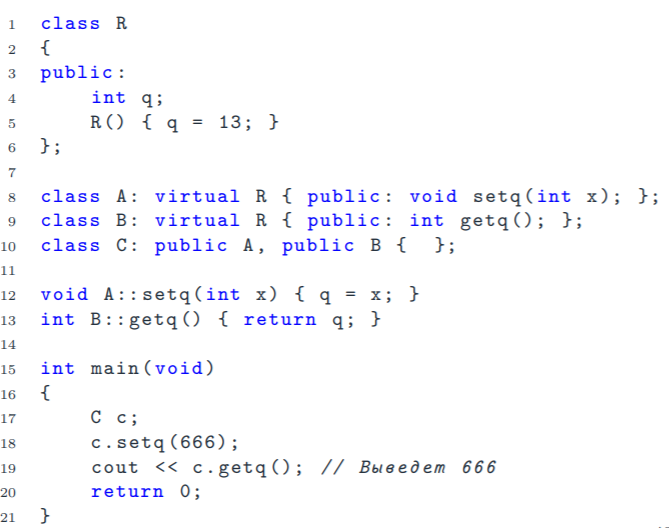 1 class R
2 {
3 public:
4     int q;
5     R() { q = 13; }
6 };
7
8 class A: virtual R { public: void setq(int x); };
9 class B: virtual R { public: int getq(); };
10 class C: public A, public B {  };
11
12 void A::setq(int x) { q = x; }
13 int B::getq() { return q; }
14
15 int main(void)
16 {
17     C c;
18     c.setq(666);
19     cout << c.getq(); // Выведет 666
20     return 0;
21 }